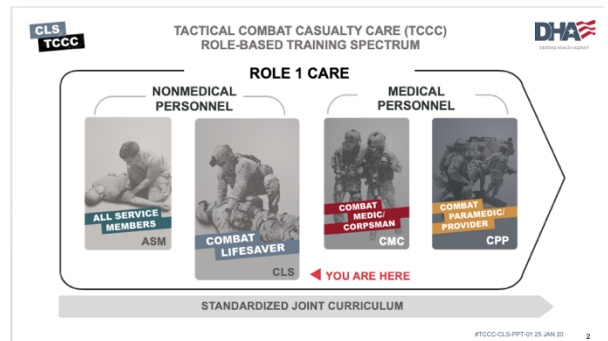 CLS
TCCC
TACTICAL COMBAT CASUALTY CARE (TCCC)
ROLE-BASED TRAINING SPECTRUM
DHA
DEFENSE HEALTH AGENCY
ROLE 1 CARE
NONMEDICAL
PERSONNEL
MEDICAL
PERSONNEL
ALL SERVICE
MEMBERS
ASM
COMBAT
LIFESAVER
CLS
COMBAT
MEDIC/
CORPSMAN
CMC
COMBAT
PARAMEDIC/
PROVIDER
CPP
YOU ARE HERE
STANDARDIZED JOINT CURRICULUM
#TCCC-CLS-PPT-01 25 JAN 20
2